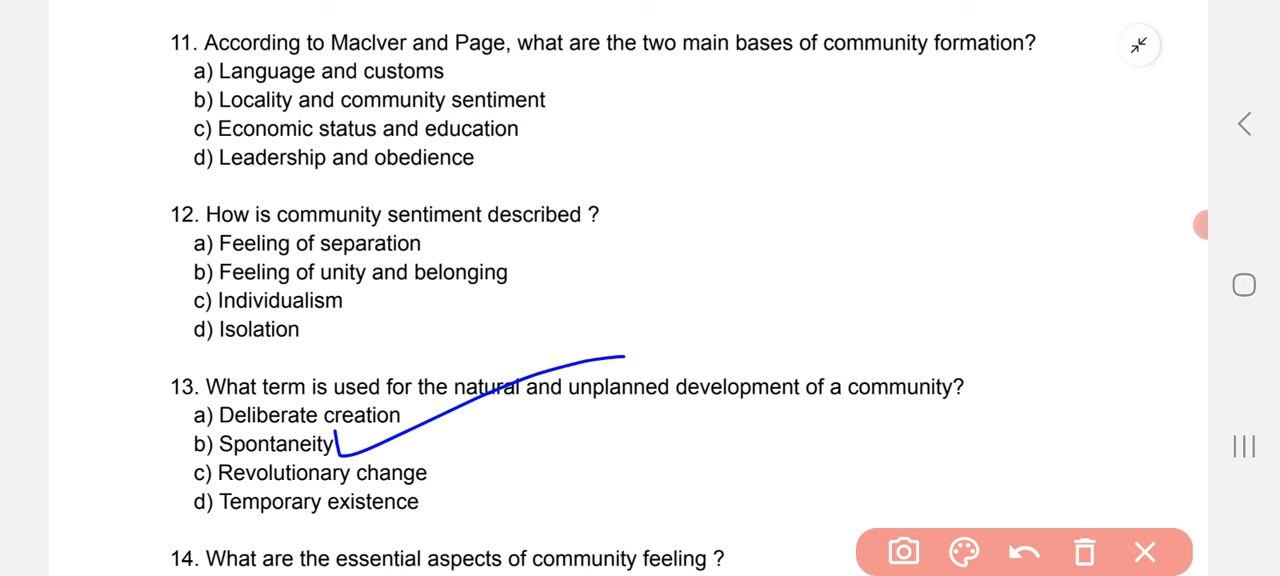 11. According to MacIver and Page, what are the two main bases of community formation?
a) Language and customs
b) Locality and community sentiment
c) Economic status and education
d) Leadership and obedience
12. How is community sentiment described ?
a) Feeling of separation
b) Feeling of unity and belonging
c) Individualism
d) Isolation
13. What term is used for the natural and unplanned development of a community?
a) Deliberate creation
b) Spontaneity
c) Revolutionary change
d) Temporary existence
14. What are the essential aspects of community feeling ?